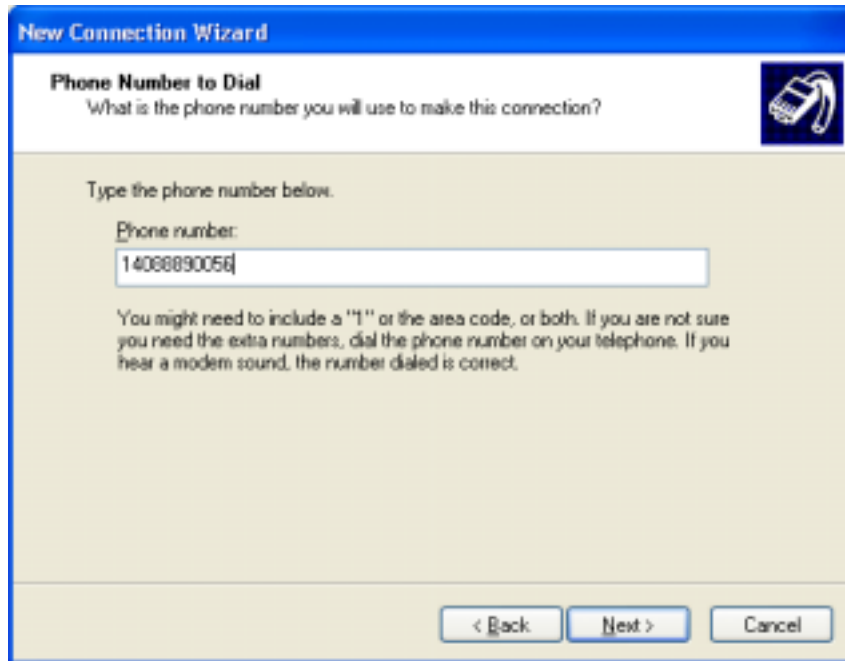 New Connection Wizard
Phone Number to Dial
What is the phone number you will use to make this connection?
Type the phone number below.
Phone number:
14088890056
You might need to include a "1" or the area code, or both. If you are not sure
you need the extra numbers, dial the phone number on your telephone. If you
hear a modem sound, the number dialed is correct.
< Back
Next >
Cancel